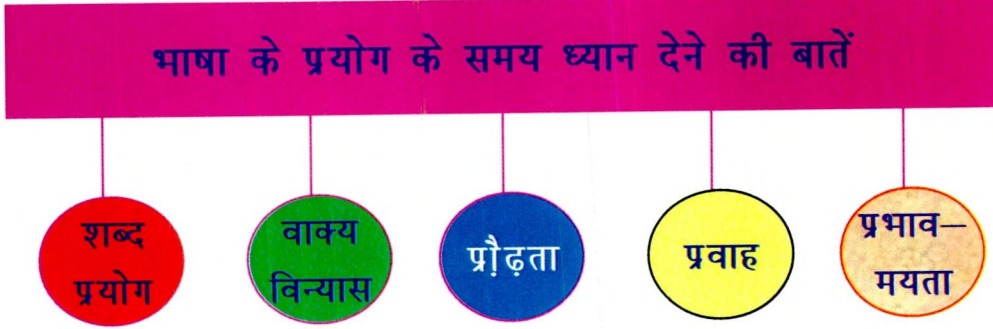 भाषा के प्रयोग के समय ध्यान देने की बातें
शब्द
प्रयोग
वाक्य
विन्यास
प्रौढ़ता
प्रवाह
प्रभाव–
मयता